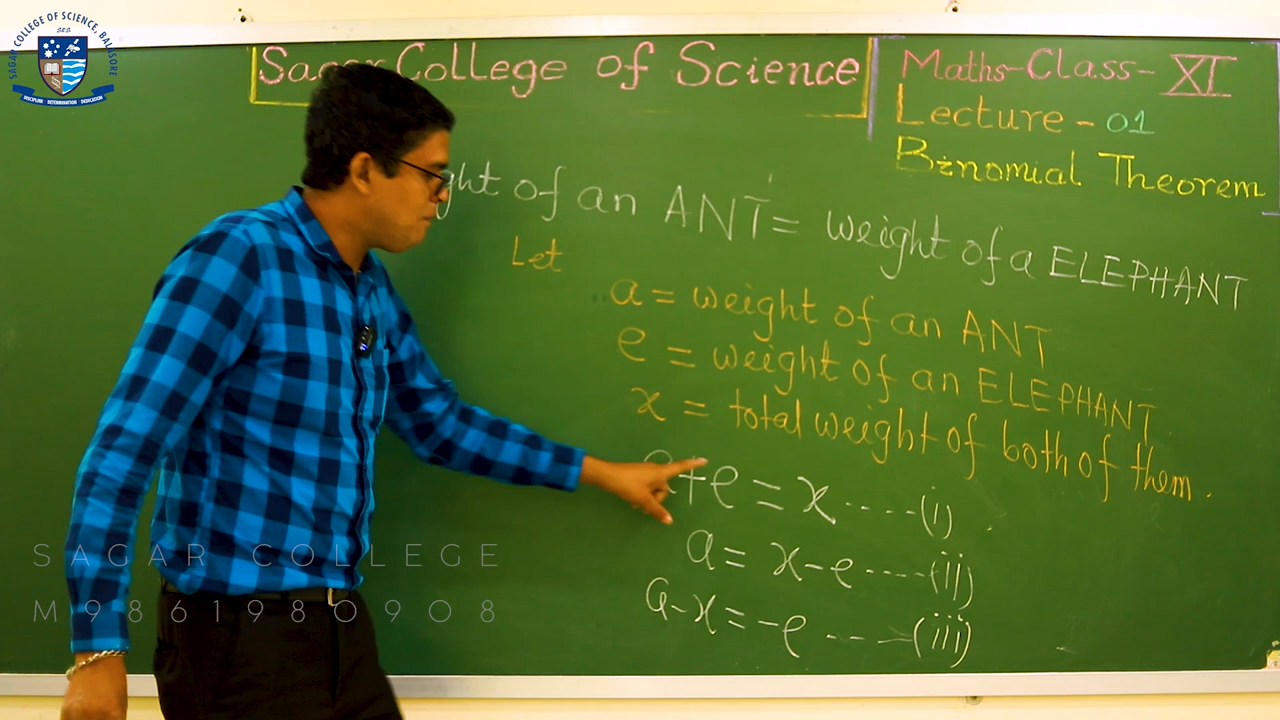 SAGAR COLLEGE OF SCIENCE, BALASORE
SCS
DISCIPLINE · DETERMINATION · DEDICATION
Sagar College of Science
Maths-Class-XI
Lecture-01
Binomial Theorem
of an ANT = weight of a ELEPHANT
Let
a = weight of an ANT
e = weight of an ELEPHANT
x = total weight of both of them.
+e = x ----(i)
a = x-e ----(ii)
a-x = -e ----(iii)
SAGAR COLLEGE
M9861980908